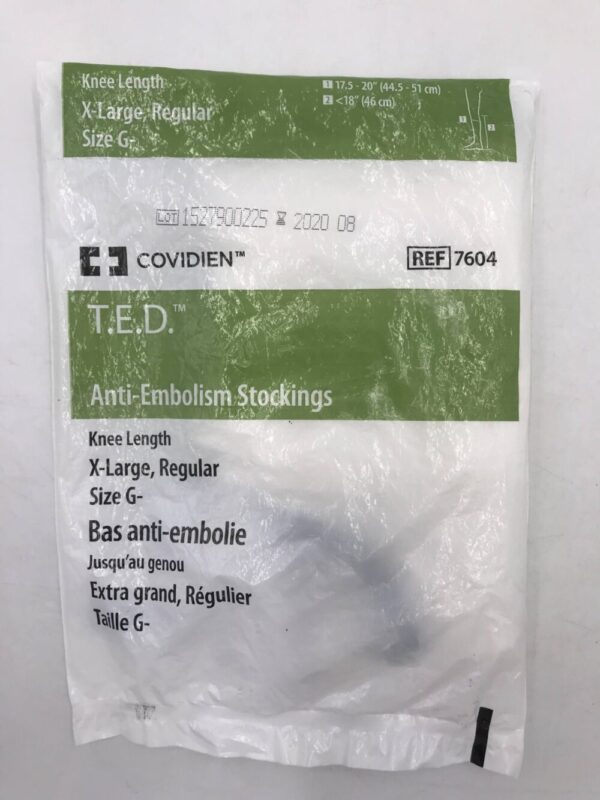 Knee Length
X-Large, Regular
Size G-
1 17.5 - 20" (44.5 - 51 cm)
2 <18" (46 cm)
1
2
LOT 1527900225 2020 08
COVIDIEN™
REF 7604
T.E.D.™
Anti-Embolism Stockings
Knee Length
X-Large, Regular
Size G-
Bas anti-embolie
Jusqu'au genou
Extra grand, Régulier
Taille G-